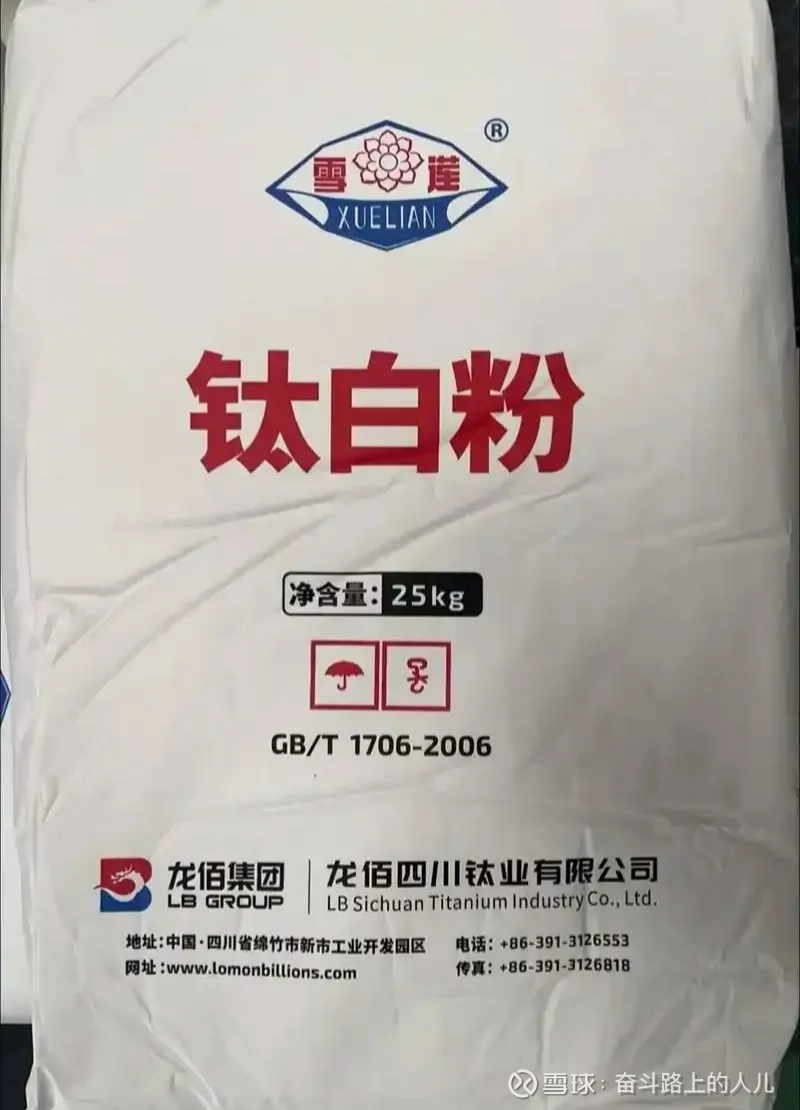 ®
雪 莲
XUELIAN
钛白粉
净含量：25kg
GB/T 1706-2006
龙佰集团
LB GROUP
龙佰四川钛业有限公司
LB Sichuan Titanium Industry Co., Ltd.
地址：中国·四川省绵竹市新市工业开发园区
网址：www.lomonbillions.com
电话：+86-391-3126553
传真：+86-391-3126818
雪球：奋斗路上的人儿